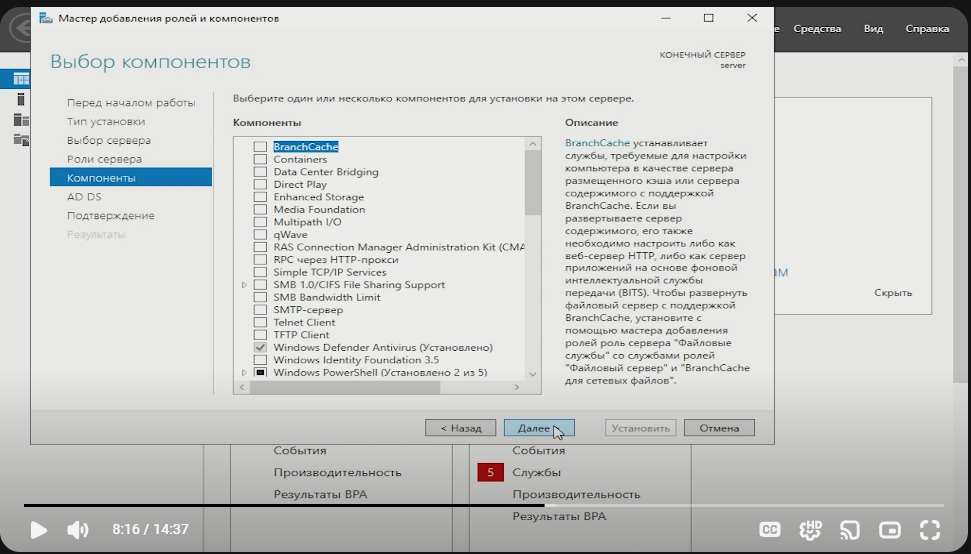 Мастер добавления ролей и компонентов
Средства
Вид
Справка
Выбор компонентов
КОНЕЧНЫЙ СЕРВЕР
server
Перед началом работы
Тип установки
Выбор сервера
Роли сервера
Компоненты
AD DS
Подтверждение
Результаты
Выберите один или несколько компонентов для установки на этом сервере.
Компоненты
BranchCache
Containers
Data Center Bridging
Direct Play
Enhanced Storage
Media Foundation
Multipath I/O
qWave
RAS Connection Manager Administration Kit (CMA
RPC через HTTP-прокси
Simple TCP/IP Services
SMB 1.0/CIFS File Sharing Support
SMB Bandwidth Limit
SMTP-сервер
Telnet Client
TFTP Client
Windows Defender Antivirus (Установлено)
Windows Identity Foundation 3.5
Windows PowerShell (Установлено 2 из 5)
Описание
BranchCache устанавливает
службы, требуемые для настройки
компьютера в качестве сервера
размещенного кэша или сервера
содержимого с поддержкой
BranchCache. Если вы
развертываете сервер
содержимого, его также
необходимо настроить либо как
веб-сервер HTTP, либо как сервер
приложений на основе фоновой
интеллектуальной службы
передачи (BITS). Чтобы развернуть
файловый сервер с поддержкой
BranchCache, установите с
помощью мастера добавления
ролей роль сервера "Файловые
службы" со службами ролей
"Файловый сервер" и "BranchCache
для сетевых файлов".
Скрыть
< Назад
Далее
Установить
Отмена
События
Производительность
Результаты BPA
События
5 Службы
Производительность
Результаты BPA
8:16 / 14:37
CC
HD